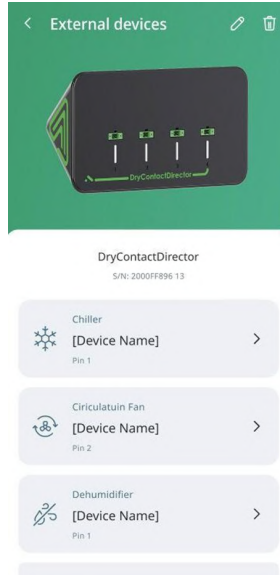 External devices
DryContactDirector
DryContactDirector
S/N: 2000FF896 13
Chiller
[Device Name]
Pin 1
Ciriculatuin Fan
[Device Name]
Pin 2
Dehumidifier
[Device Name]
Pin 1